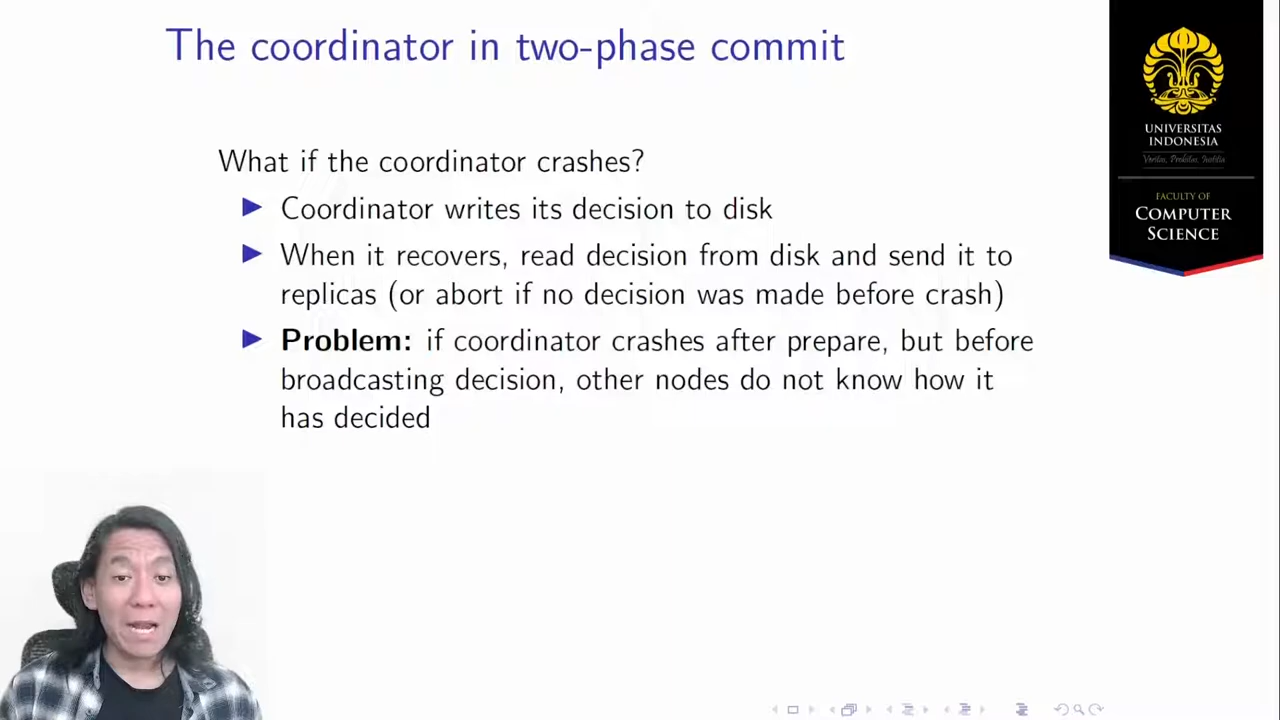 The coordinator in two-phase commit
UNIVERSITAS
INDONESIA
Veritas, Probitas, Iustitia
FACULTY OF
COMPUTER
SCIENCE
What if the coordinator crashes?
Coordinator writes its decision to disk
When it recovers, read decision from disk and send it to
replicas (or abort if no decision was made before crash)
Problem: if coordinator crashes after prepare, but before
broadcasting decision, other nodes do not know how it
has decided